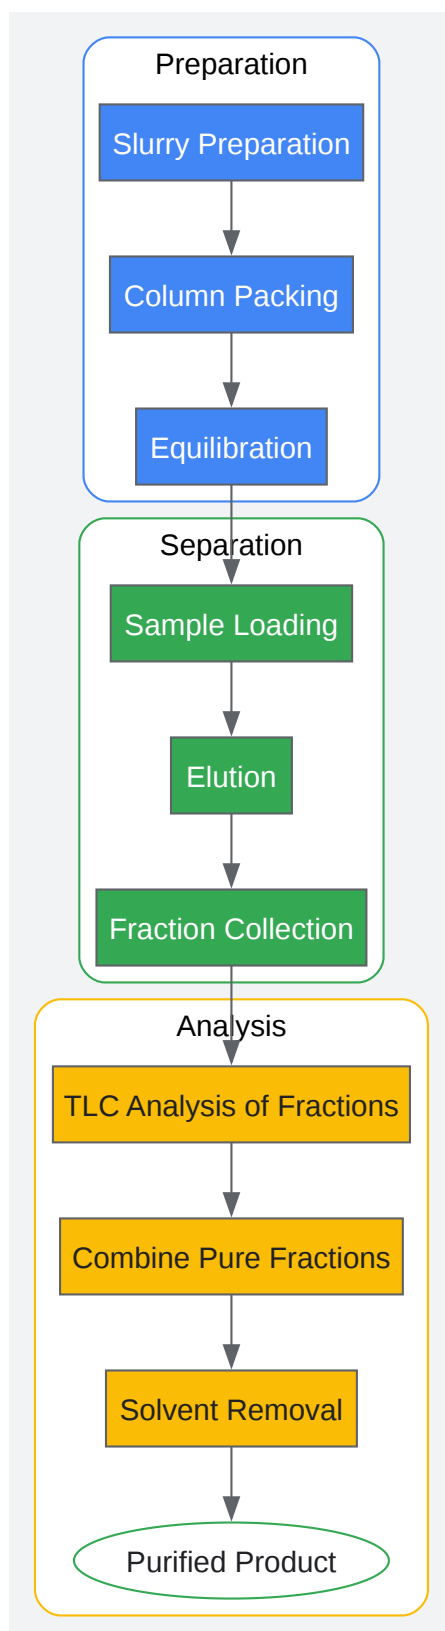 Preparation
Slurry Preparation
Column Packing
Equilibration
Separation
Sample Loading
Elution
Fraction Collection
Analysis
TLC Analysis of Fractions
Combine Pure Fractions
Solvent Removal
Purified Product